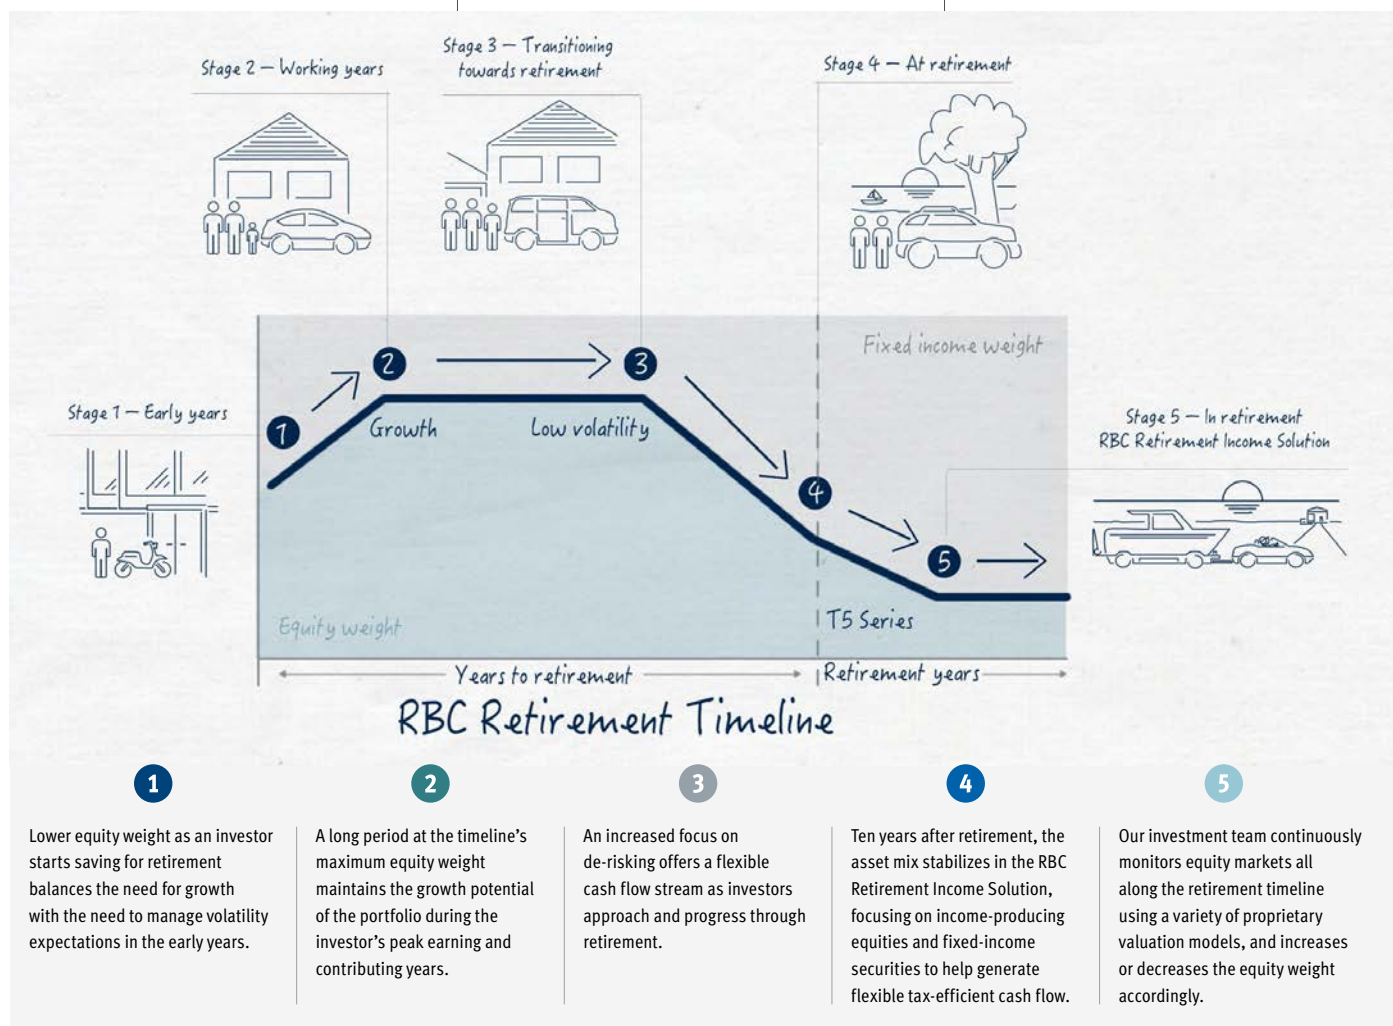 Stage 2 – Working years
Stage 3 – Transitioning
towards retirement
Stage 4 – At retirement
Fixed income weight
2
3
Stage 1 – Early years
1
Growth
Low volatility
4
Stage 5 – In retirement
RBC Retirement Income Solution
5
Equity weight
T5 Series
Years to retirement
Retirement years
RBC Retirement Timeline
1
Lower equity weight as an investor
starts saving for retirement
balances the need for growth
with the need to manage volatility
expectations in the early years.
2
A long period at the timeline's
maximum equity weight
maintains the growth potential
of the portfolio during the
investor's peak earning and
contributing years.
3
An increased focus on
de-risking offers a flexible
cash flow stream as investors
approach and progress through
retirement.
4
Ten years after retirement, the
asset mix stabilizes in the RBC
Retirement Income Solution,
focusing on income-producing
equities and fixed-income
securities to help generate
flexible tax-efficient cash flow.
5
Our investment team continuously
monitors equity markets all
along the retirement timeline
using a variety of proprietary
valuation models, and increases
or decreases the equity weight
accordingly.